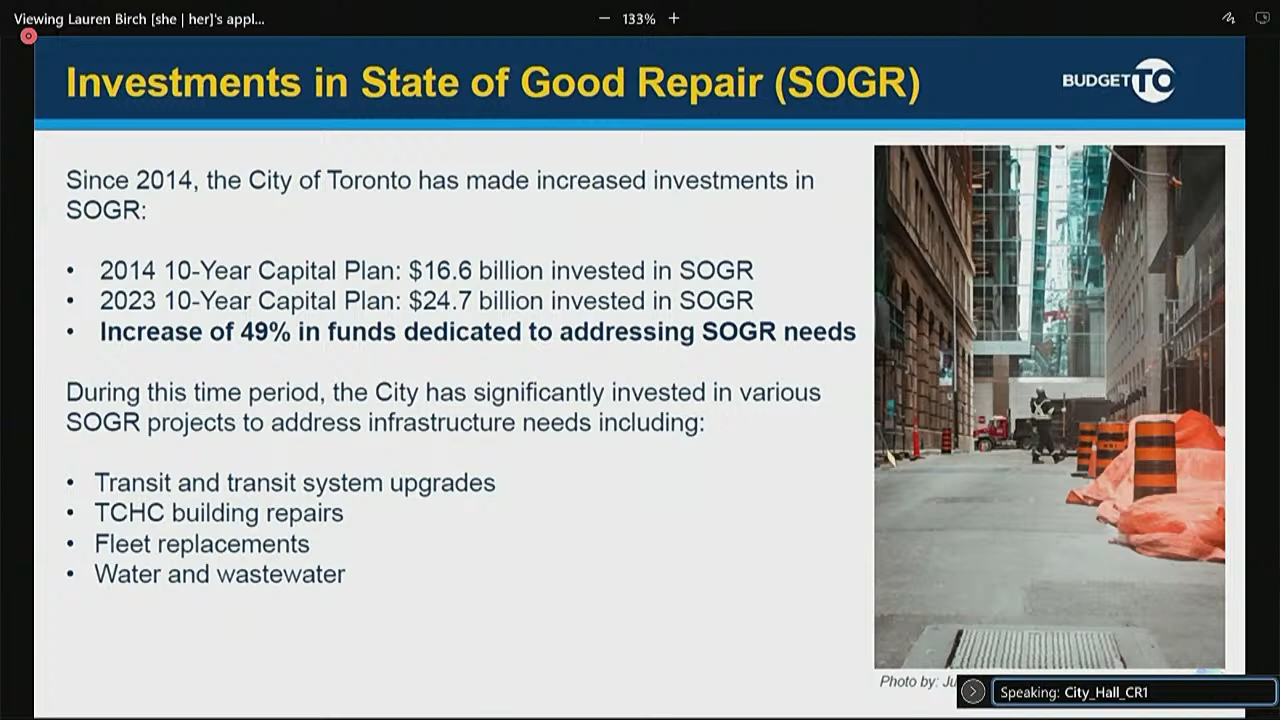 Viewing Lauren Birch [she | her]'s appl...
133%
Investments in State of Good Repair (SOGR)
BUDGETTO
Since 2014, the City of Toronto has made increased investments in
SOGR:
• 2014 10-Year Capital Plan: $16.6 billion invested in SOGR
• 2023 10-Year Capital Plan: $24.7 billion invested in SOGR
• Increase of 49% in funds dedicated to addressing SOGR needs
During this time period, the City has significantly invested in various
SOGR projects to address infrastructure needs including:
• Transit and transit system upgrades
• TCHC building repairs
• Fleet replacements
• Water and wastewater
Photo by:
Speaking: City_Hall_CR1